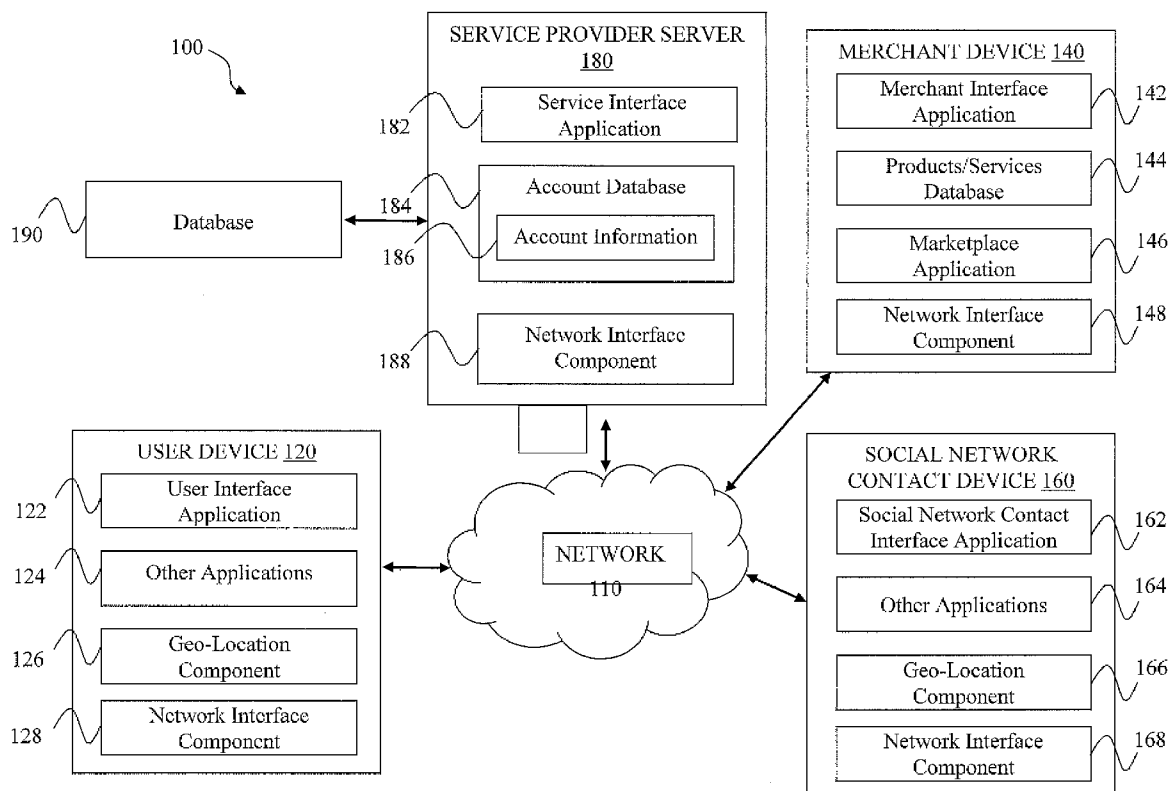 100
SERVICE PROVIDER SERVER
180
182
Service Interface
Application
184
Account Database
186
Account Information
188
Network Interface
Component
190
Database
MERCHANT DEVICE 140
Merchant Interface
Application
142
Products/Services
Database
144
Marketplace
Application
146
Network Interface
Component
148
USER DEVICE 120
122
User Interface
Application
124
Other Applications
126
Geo-Location
Component
128
Network Interface
Component
NETWORK
110
SOCIAL NETWORK
CONTACT DEVICE 160
Social Network Contact
Interface Application
162
Other Applications
164
Geo-Location
Component
166
Network Interface
Component
168